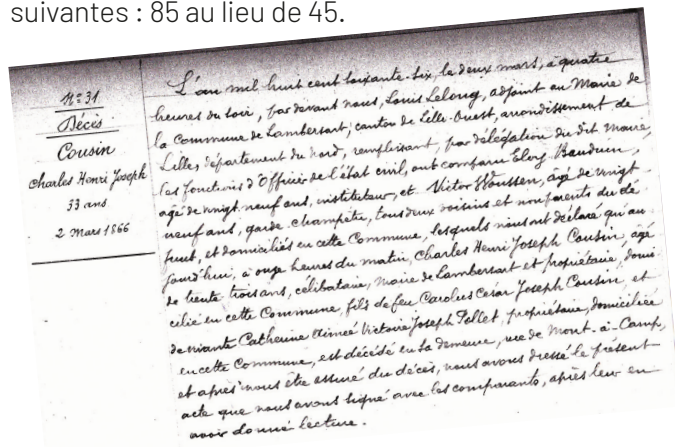 suivantes : 85 au lieu de 45.
N° 31
Décès
Cousin
Charles Henri Joseph
33 ans
2 Mars 1866
L'an mil huit cent soixante-six, le deux mars, à quatre
heures du soir, pardevant nous, Louis Lelong, adjoint au Maire de
la Commune de Lambersart, canton de Lille-Ouest, arrondissement de
Lille, département du Nord, remplissant, par délégation du dit Maire,
les fonctions d'Officier de l'état civil, ont comparu Eloy Bauduin,
âgé de vingt neuf ans, instituteur, et Victor Woussen, âgé de vingt
neuf ans, garde champêtre, tous deux voisins et non parents du dé
funt, et domiciliés en cette Commune, lesquels nous ont déclaré qu'au
jourd'hui, à onze heures du matin, Charles Henri Joseph Cousin, âgé
de trente trois ans, célibataire, maire de Lambersart et propriétaire, domi
cilié en cette Commune, fils de feu Carolus César Joseph Cousin, et
de vivante Catherine Aimée Victoire Joseph Follet, propriétaire, domiciliée
en cette Commune, est décédé en sa demeure, rue de Mont-à-Camp,
et après nous être assuré du décès, nous avons dressé le présent
acte que nous avons signé avec les comparants, après leur en
avoir donné lecture.